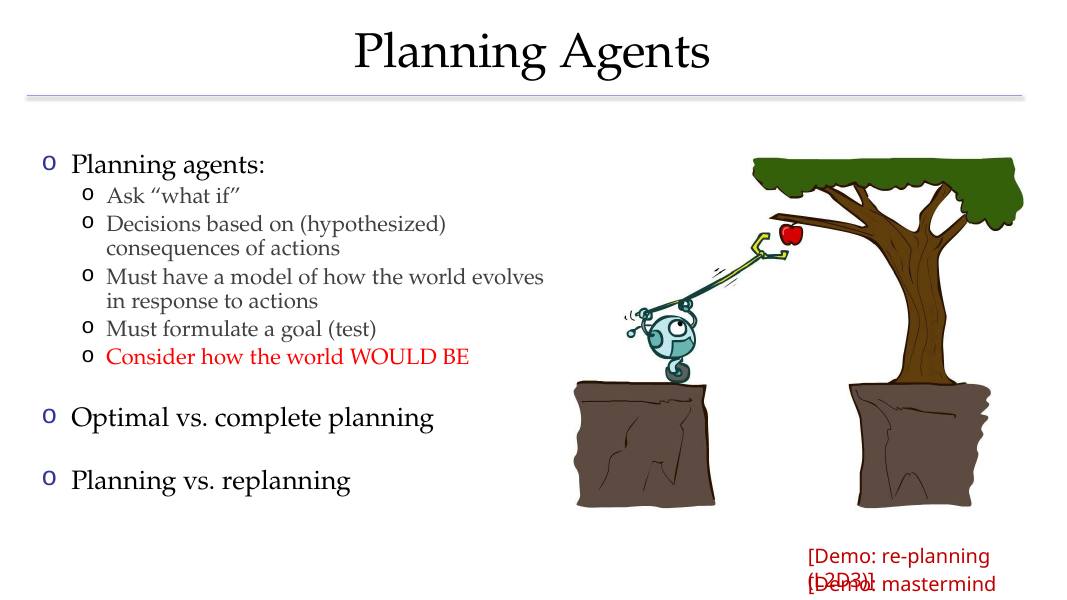 Planning Agents
o Planning agents:
o Ask “what if”
o Decisions based on (hypothesized)
consequences of actions
o Must have a model of how the world evolves
in response to actions
o Must formulate a goal (test)
o Consider how the world WOULD BE
o Optimal vs. complete planning
o Planning vs. replanning
[Demo: re-planning
(L2D3)]
[Demo: mastermind